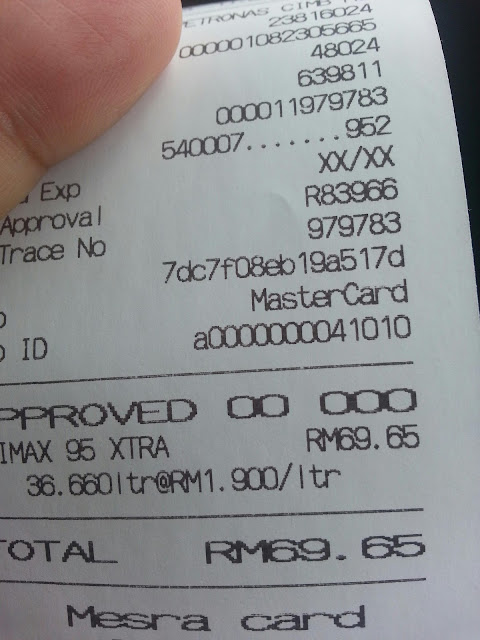 PETRONAS CIMB
23816024
000001082305665
48024
639811
000011979783
540007.......952
Exp XX/XX
Approval R83966
Trace No 979783
7dc7f08eb19a517d
MasterCard
ID a0000000041010
PPROVED 00 000
IMAX 95 XTRA RM69.65
36.660ltr@RM1.900/ltr
TOTAL RM69.65
Mesra card